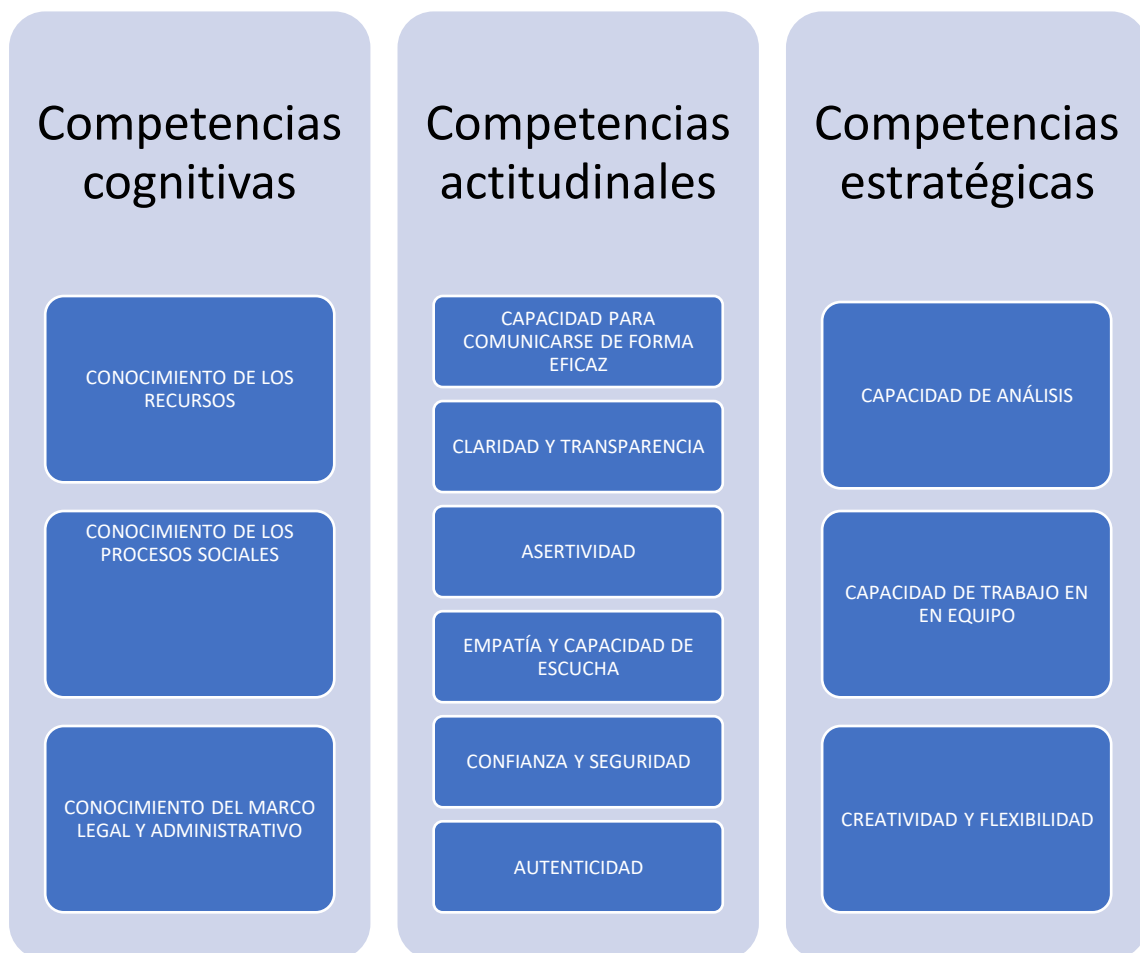 Competencias
cognitivas
CONOCIMIENTO DE LOS
RECURSOS
CONOCIMIENTO DE LOS
PROCESOS SOCIALES
CONOCIMIENTO DEL MARCO
LEGAL Y ADMINISTRATIVO
Competencias
actitudinales
CAPACIDAD PARA
COMUNICARSE DE FORMA
EFICAZ
CLARIDAD Y TRANSPARENCIA
ASERTIVIDAD
EMPATÍA Y CAPACIDAD DE
ESCUCHA
CONFIANZA Y SEGURIDAD
AUTENTICIDAD
Competencias
estratégicas
CAPACIDAD DE ANÁLISIS
CAPACIDAD DE TRABAJO EN
EN EQUIPO
CREATIVIDAD Y FLEXIBILIDAD